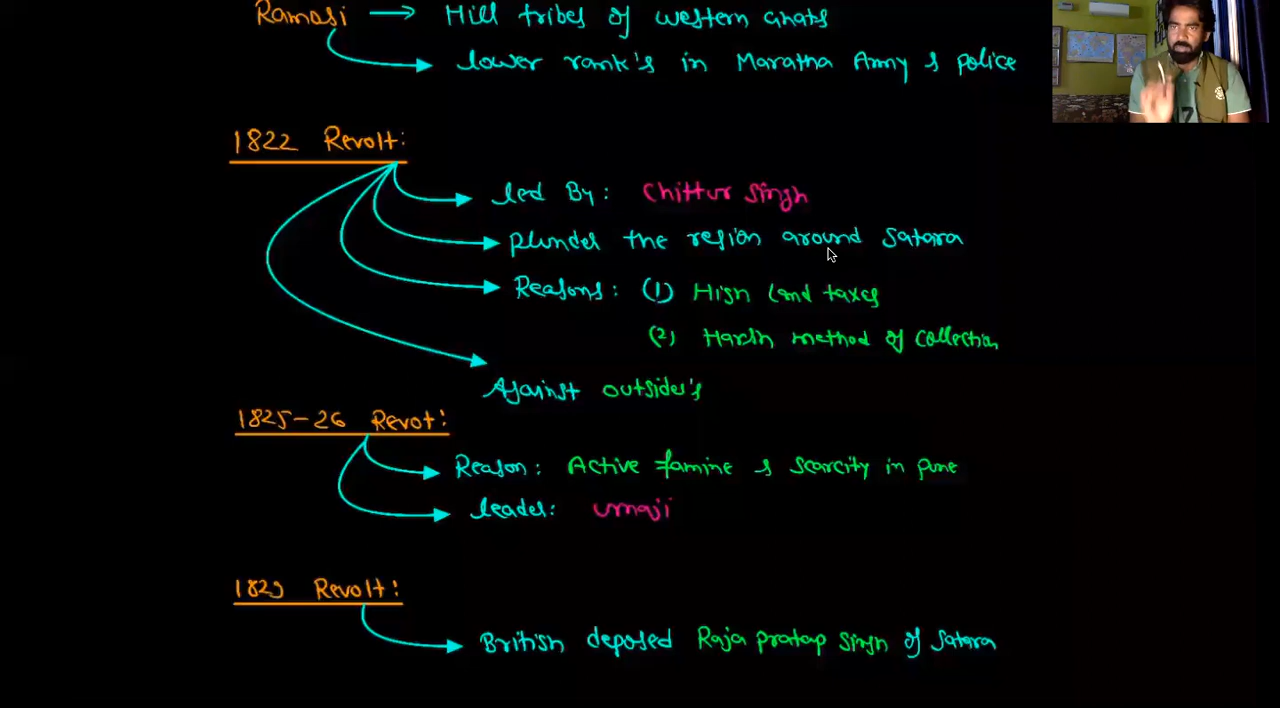 Ramosi → Hill tribes of western Ghats
lower rank's in Maratha Army & police
1822 Revolt:
led By: Chittur Singh
plunder the region around Satara
Reasons: (1) High land taxes
(2) Harsh method of collection
Against outsider's
1825-26 Revot:
Reason: Active famine & scarcity in pune
leader: umaji
1829 Revolt:
British deposed Raja pratap singh of Satara